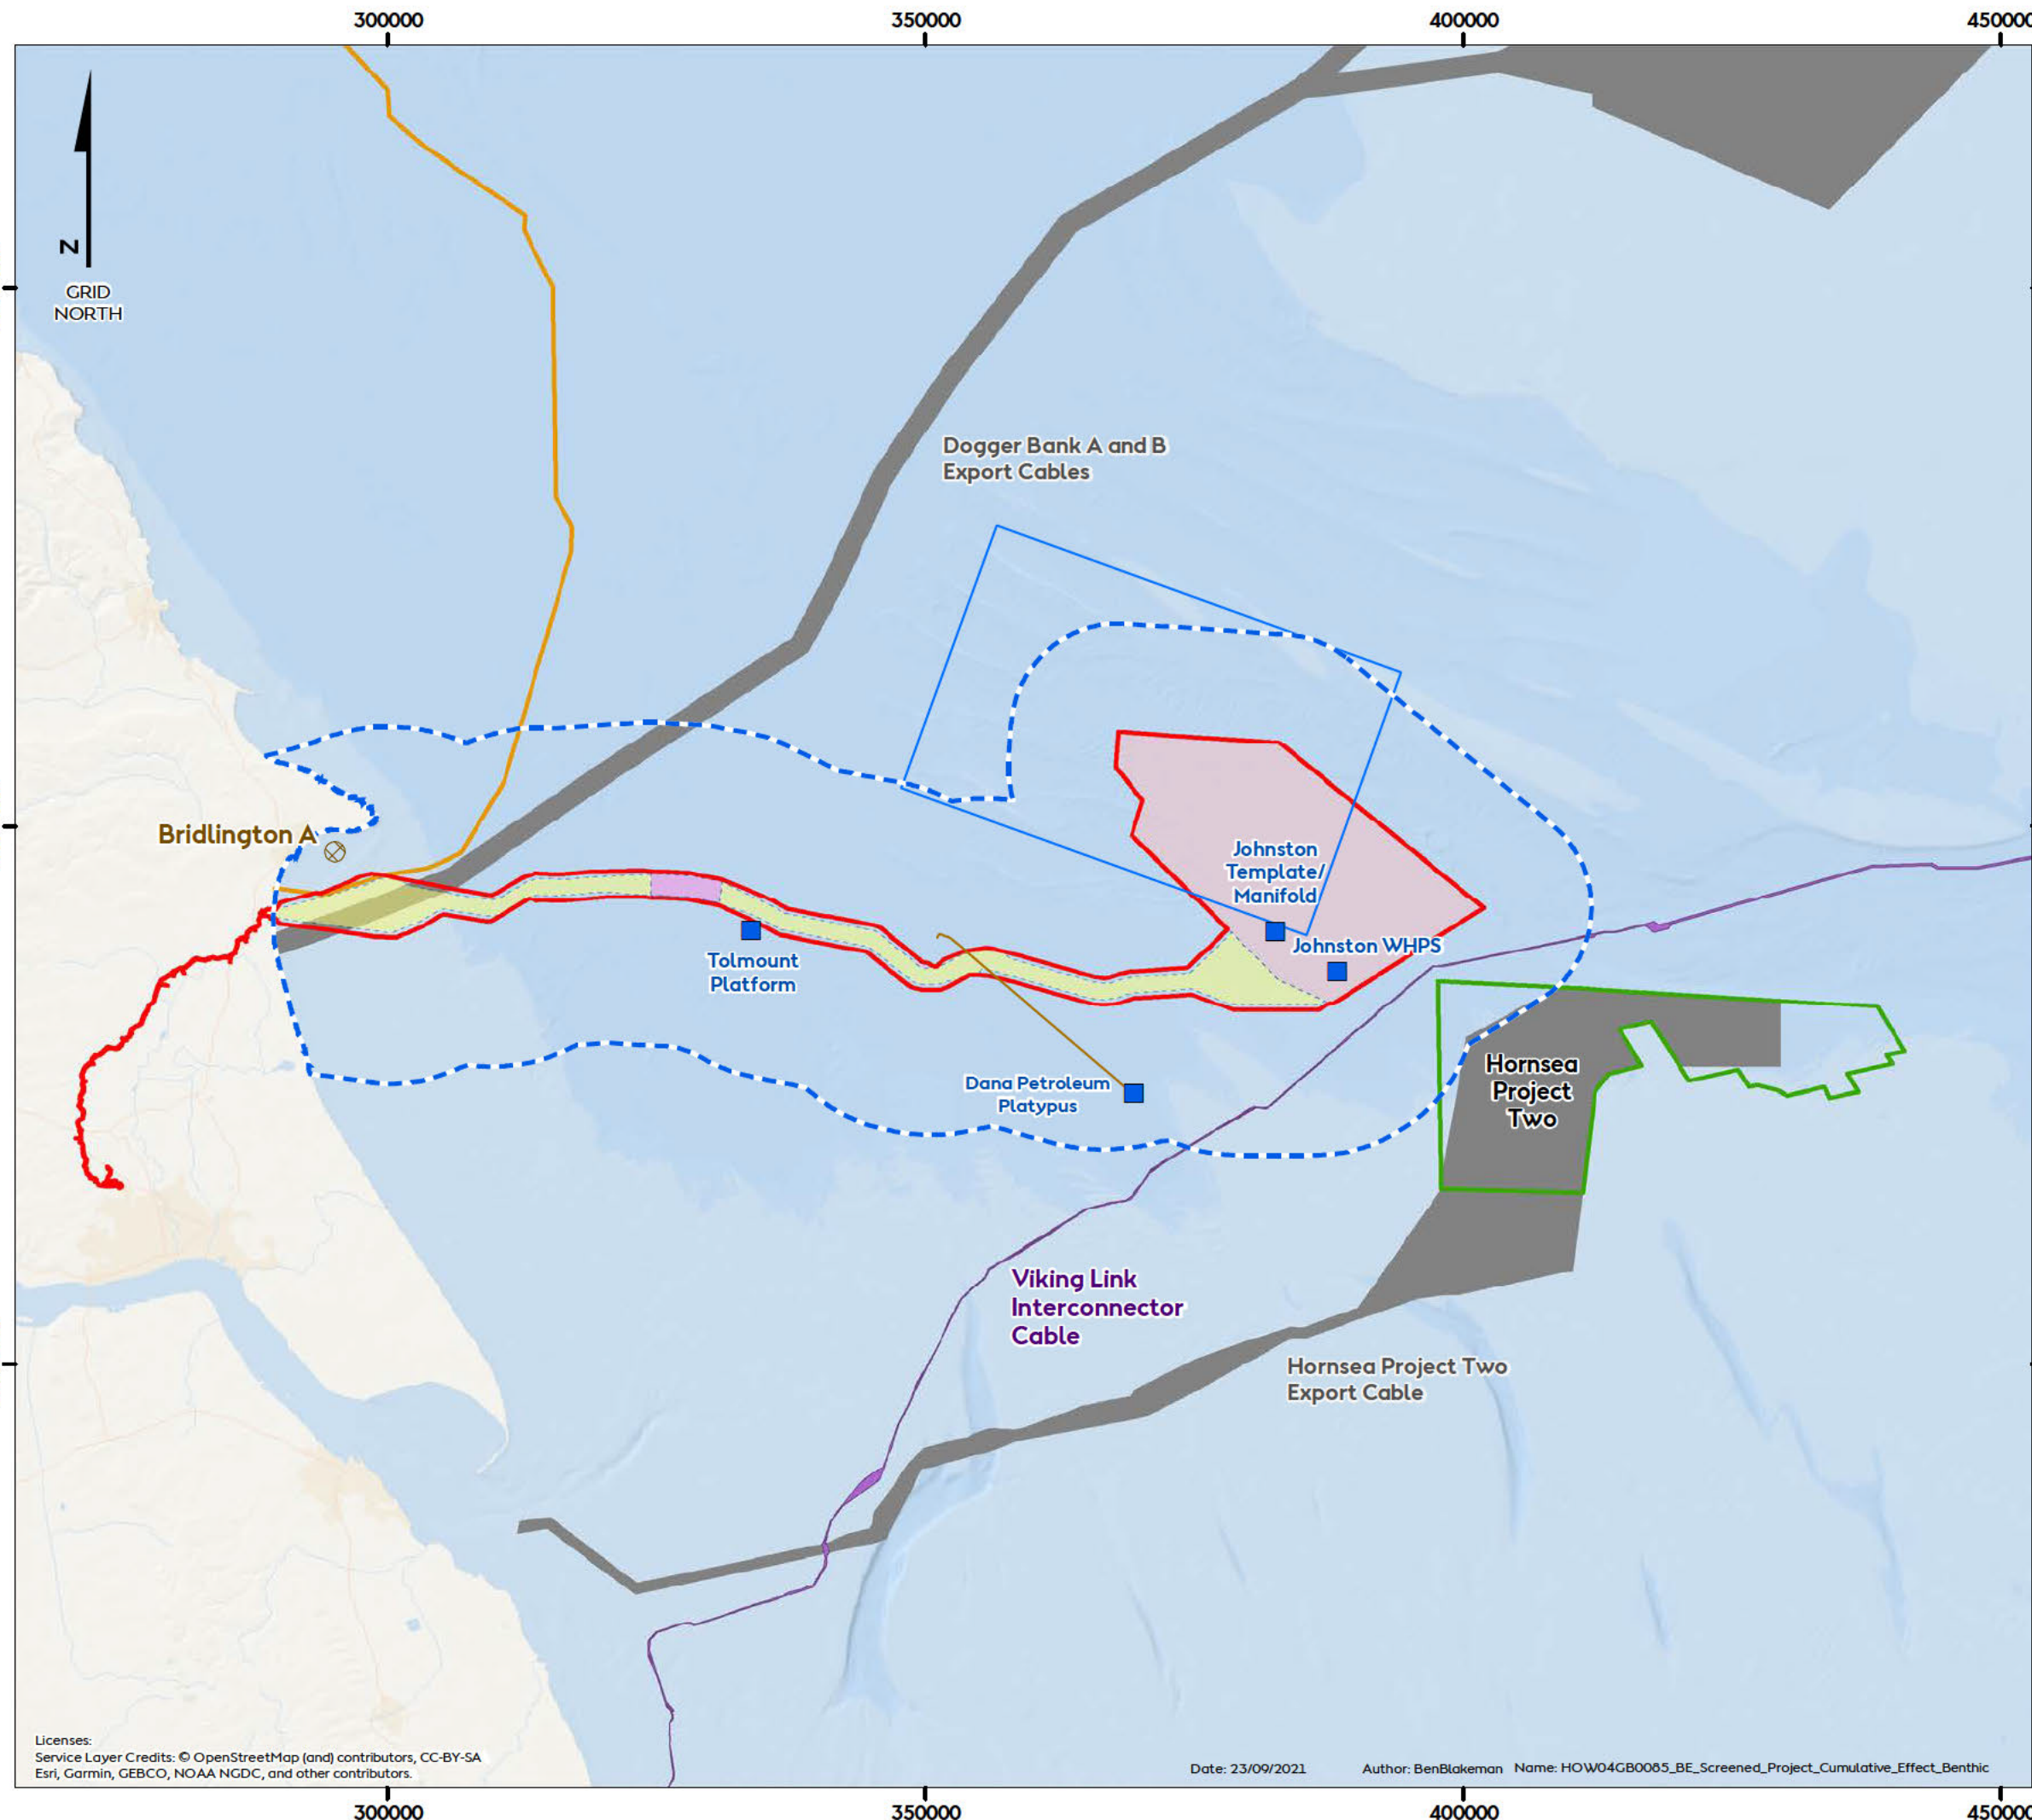 300000
350000
400000
450000
N
GRID
NORTH
Dogger Bank A and B
Export Cables
Bridlington A
Johnston
Template/
Manifold
Johnston WHPS
Tolmount
Platform
Hornsea
Project
Two
Dana Petroleum
Platypus
Viking Link
Interconnector
Cable
Hornsea Project Two
Export Cable
Licenses:
Service Layer Credits: © OpenStreetMap (and) contributors, CC-BY-SA
Esri, Garmin, GEBCO, NOAA NGDC, and other contributors.
Date: 23/09/2021
Author: BenBlakeman
Name: HOW04GB0085_BE_Screened_Project_Cumulative_Effect_Benthic
300000
350000
400000
450000